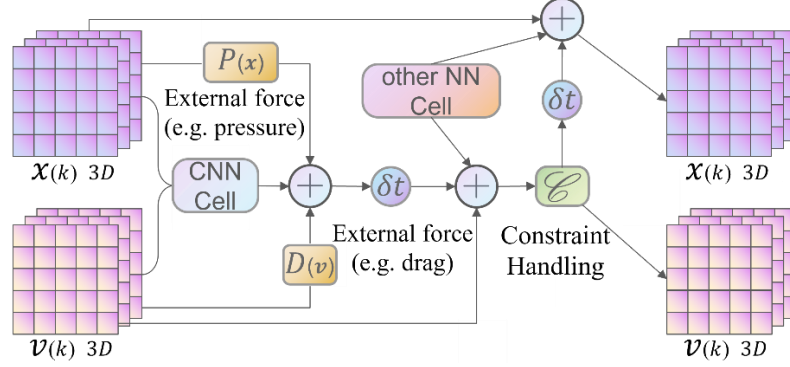 +
P(x)
other NN
Cell
δt
External force
(e.g. pressure)
x(k) 3D
x(k) 3D
CNN
Cell
+
δt
+
𝒞
D(v)
External force
(e.g. drag)
Constraint
Handling
v(k) 3D
v(k) 3D